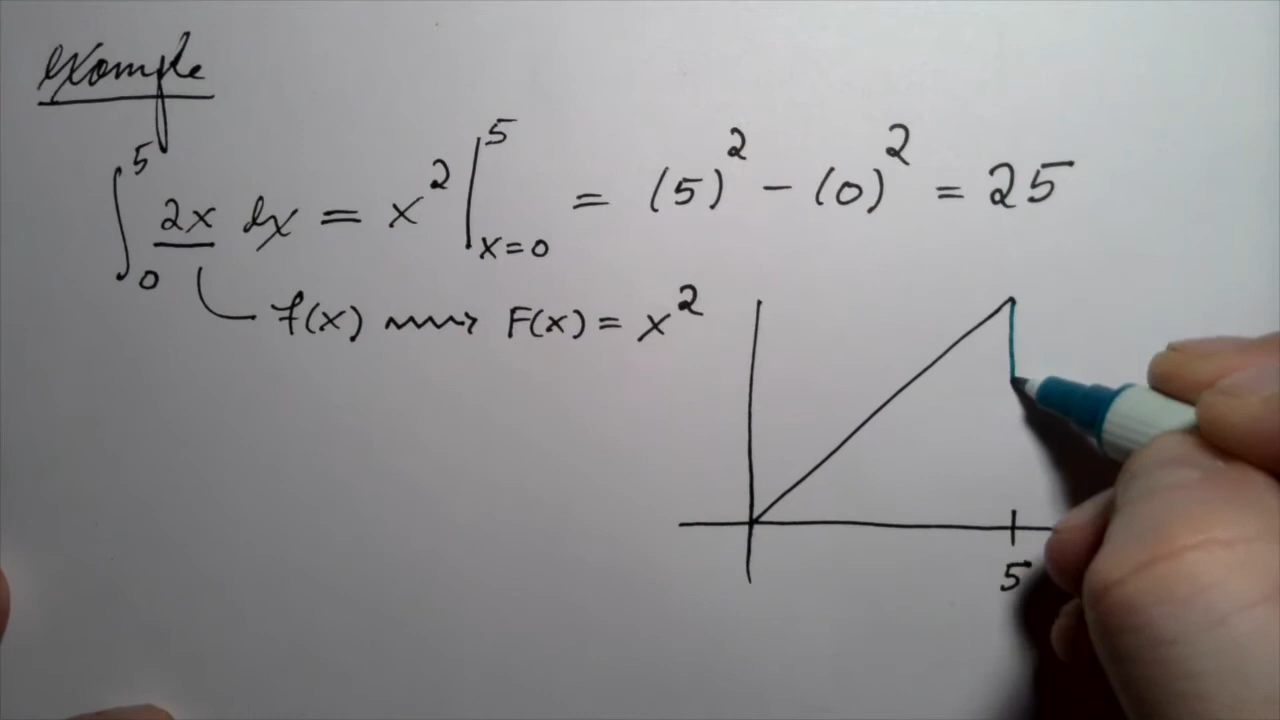 example
∫₀⁵ 2x dx = x² |⁵ₓ₌₀ = (5)² − (0)² = 25
f(x) ⟿ F(x) = x²
5